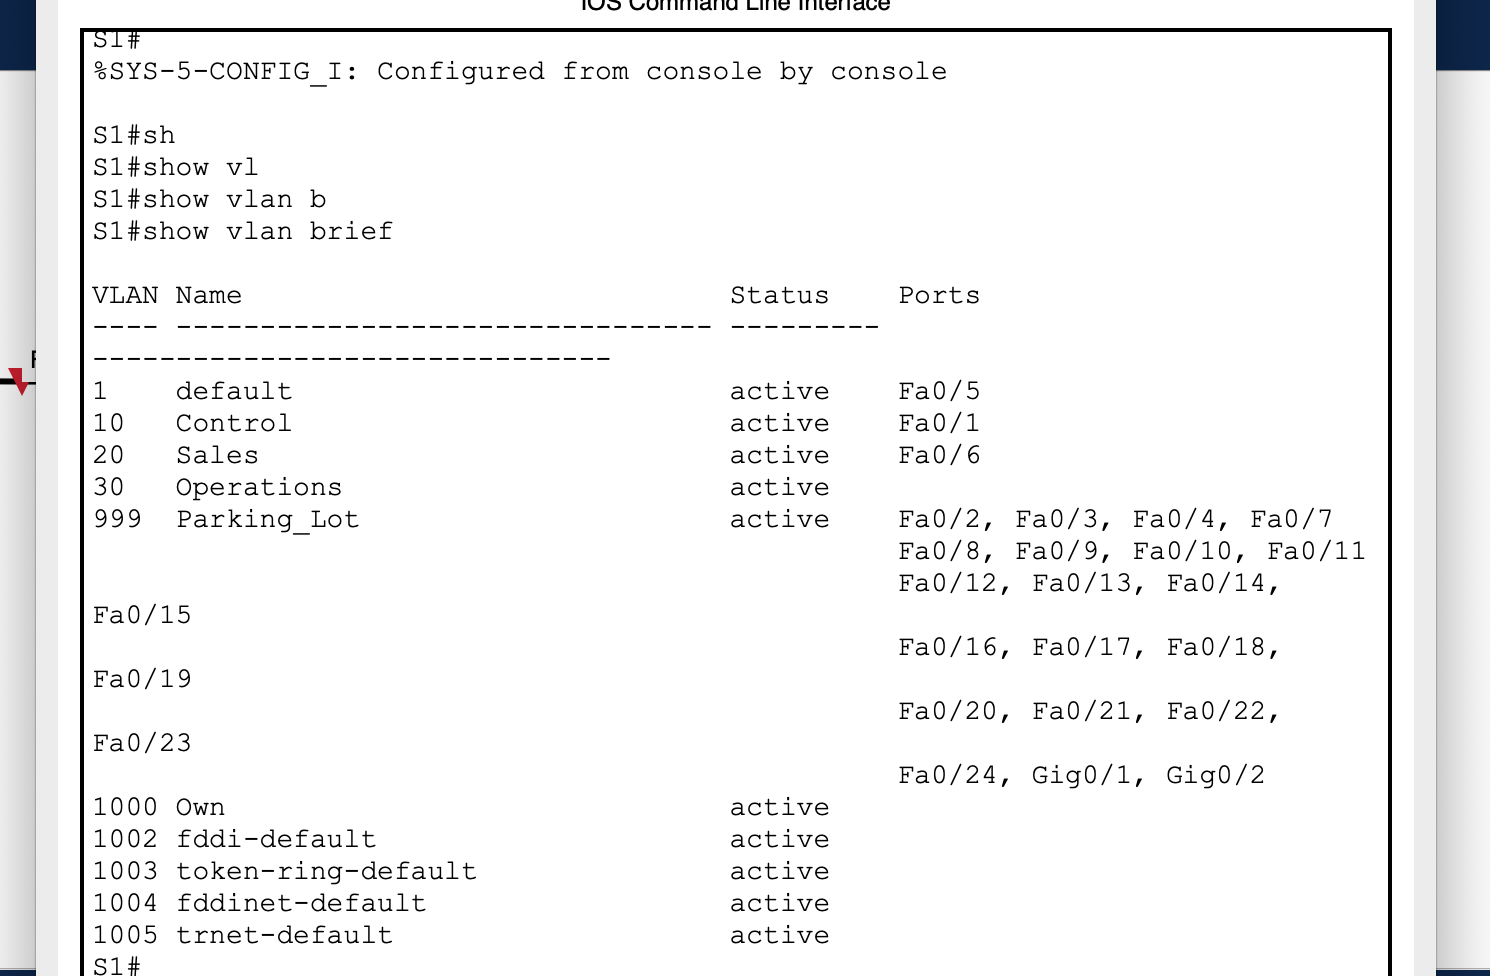 IOS Command Line Interface
S1#
%SYS-5-CONFIG_I: Configured from console by console
S1#sh
S1#show vl
S1#show vlan b
S1#show vlan brief
VLAN Name Status Ports
---- -------------------------------- ---------
-------------------------------
1 default active Fa0/5
10 Control active Fa0/1
20 Sales active Fa0/6
30 Operations active
999 Parking_Lot active Fa0/2, Fa0/3, Fa0/4, Fa0/7
Fa0/8, Fa0/9, Fa0/10, Fa0/11
Fa0/12, Fa0/13, Fa0/14,
Fa0/15
Fa0/16, Fa0/17, Fa0/18,
Fa0/19
Fa0/20, Fa0/21, Fa0/22,
Fa0/23
Fa0/24, Gig0/1, Gig0/2
1000 Own active
1002 fddi-default active
1003 token-ring-default active
1004 fddinet-default active
1005 trnet-default active
S1#